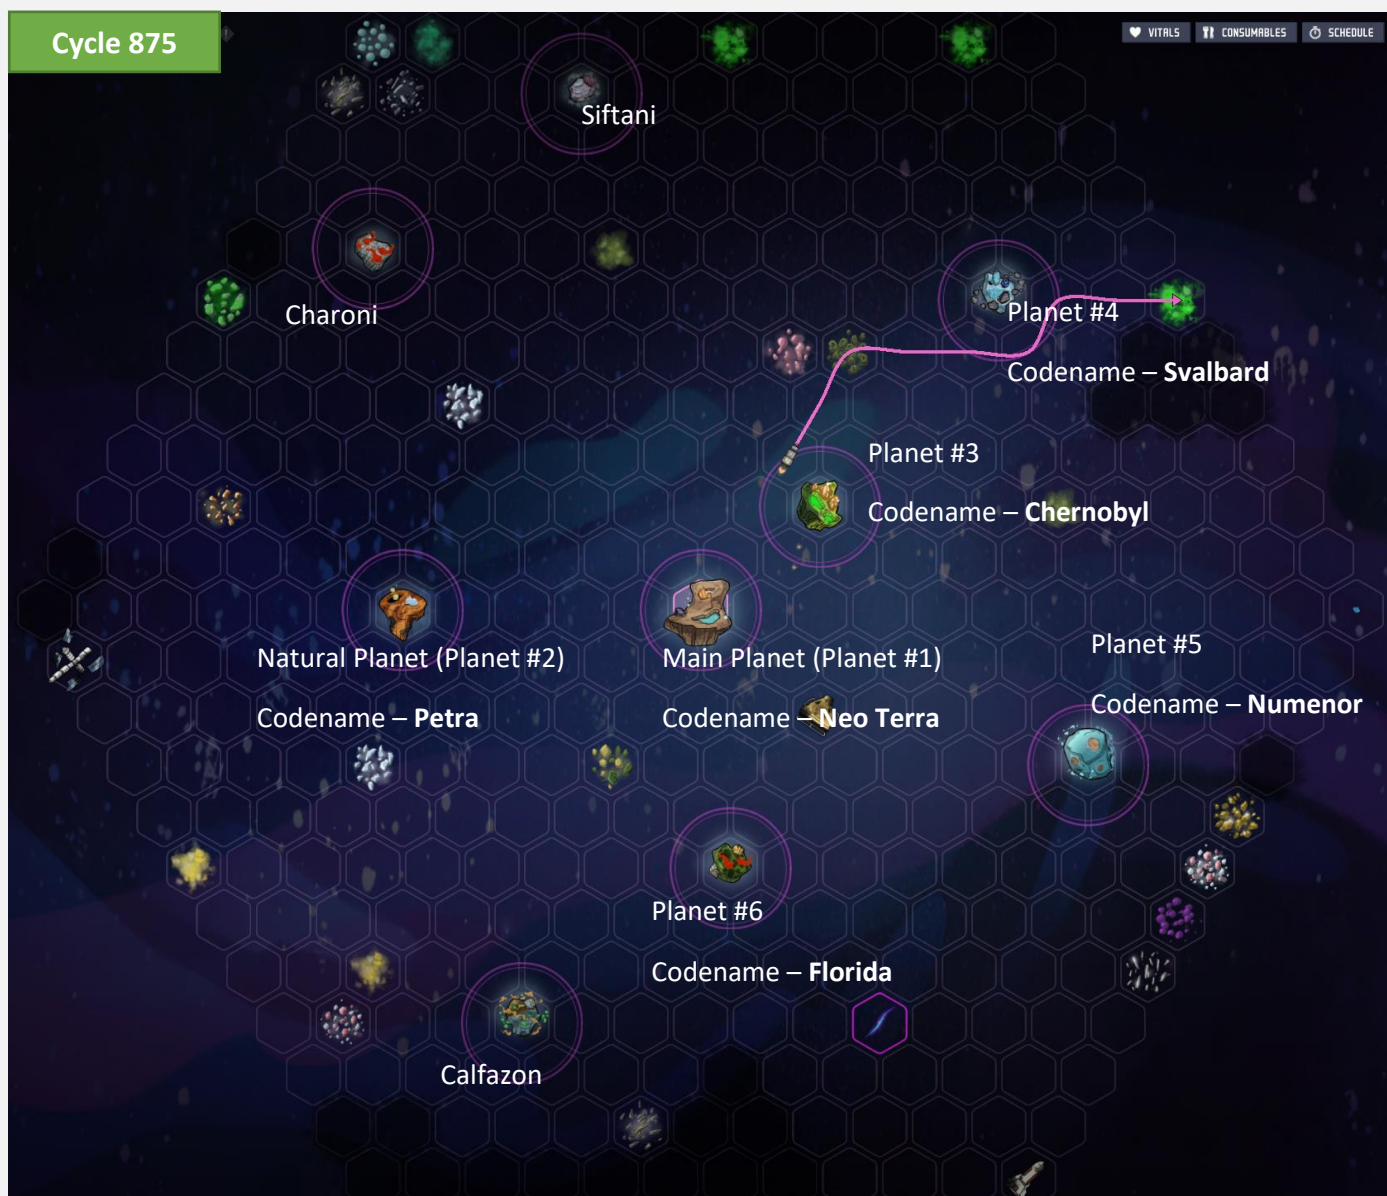 Cycle 875
VITALS
CONSUMABLES
SCHEDULE
Siftani
Charoni
Planet #4
Codename – Svalbard
Planet #3
Codename – Chernobyl
Natural Planet (Planet #2)
Codename – Petra
Main Planet (Planet #1)
Codename – Neo Terra
Planet #5
Codename – Numenor
Planet #6
Codename – Florida
Calfazon